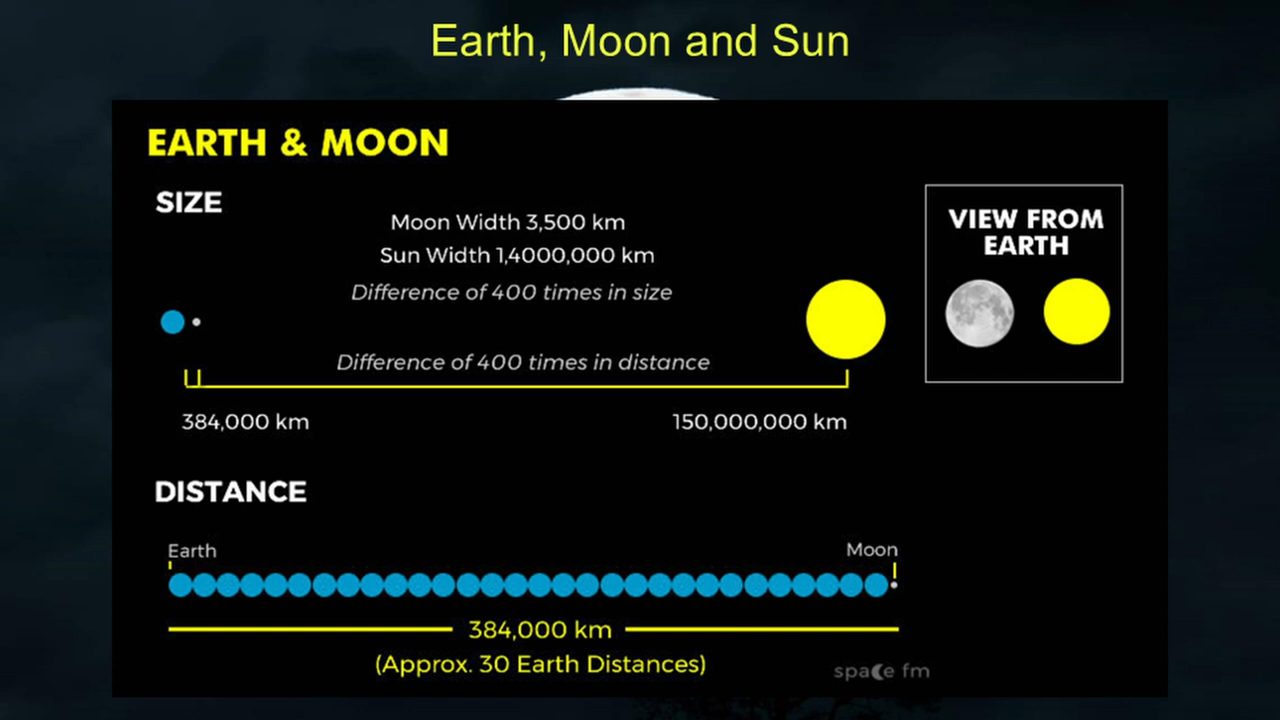 Earth, Moon and Sun
EARTH & MOON
SIZE
Moon Width 3,500 km
Sun Width 1,4000,000 km
Difference of 400 times in size
Difference of 400 times in distance
384,000 km
150,000,000 km
VIEW FROM
EARTH
DISTANCE
Earth
Moon
384,000 km
(Approx. 30 Earth Distances)
space fm